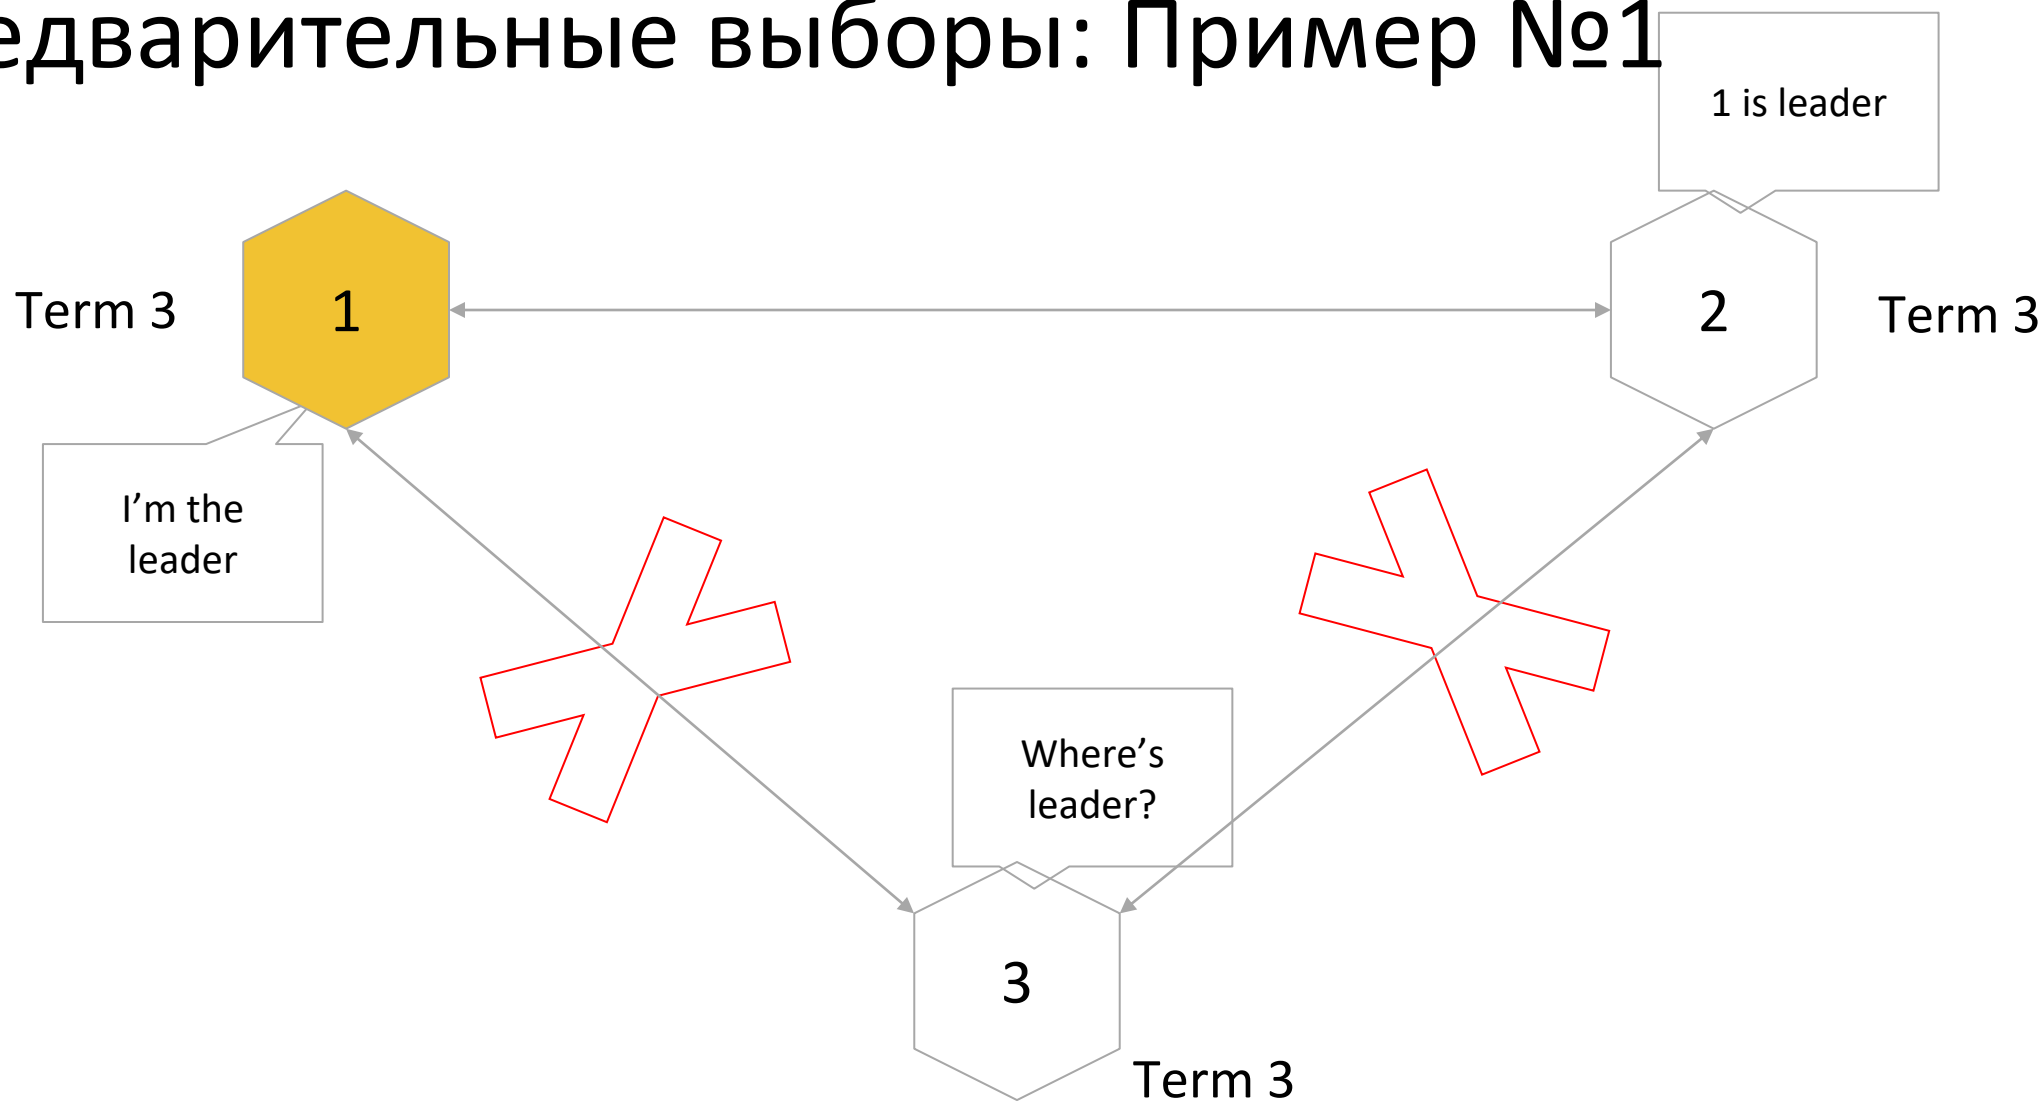 едварительные выборы: Пример №1
1 is leader
Term 3
1
2
Term 3
I’m the
leader
Where’s
leader?
3
Term 3